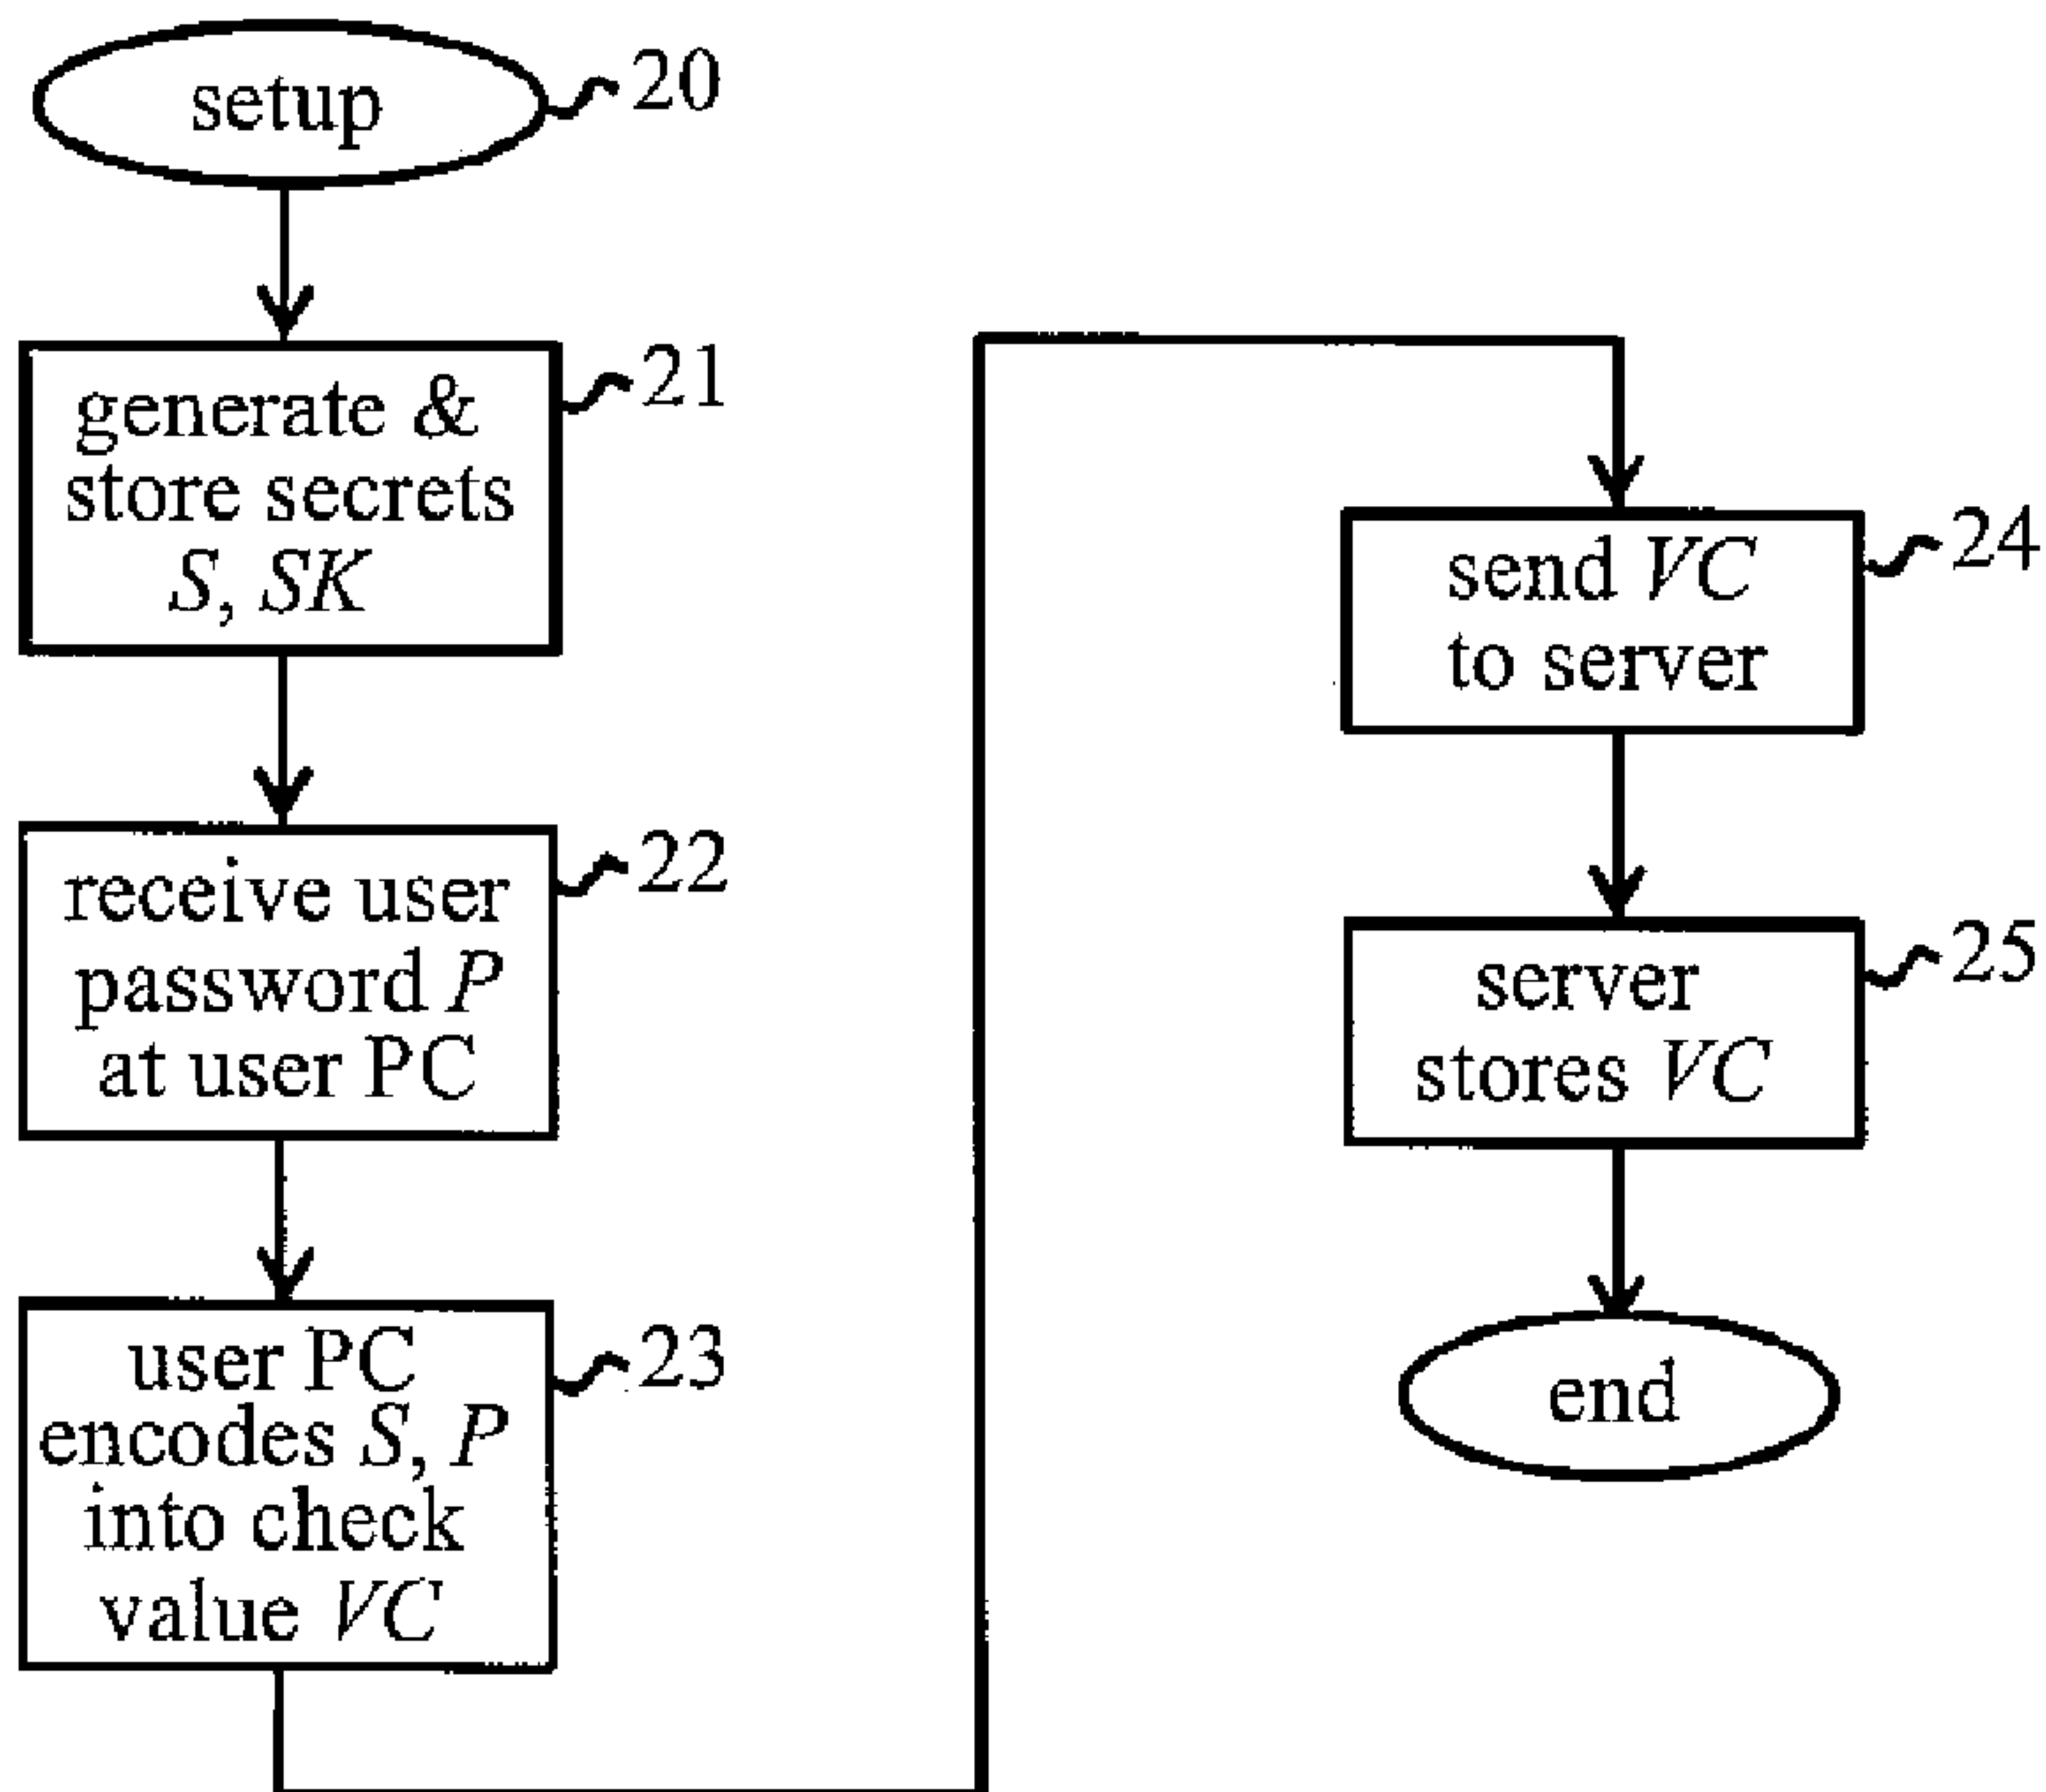 setup
20
generate &
store secrets
S, SK
21
receive user
password P
at user PC
22
user PC
encodes S, P
into check
value VC
23
send VC
to server
24
server
stores VC
25
end